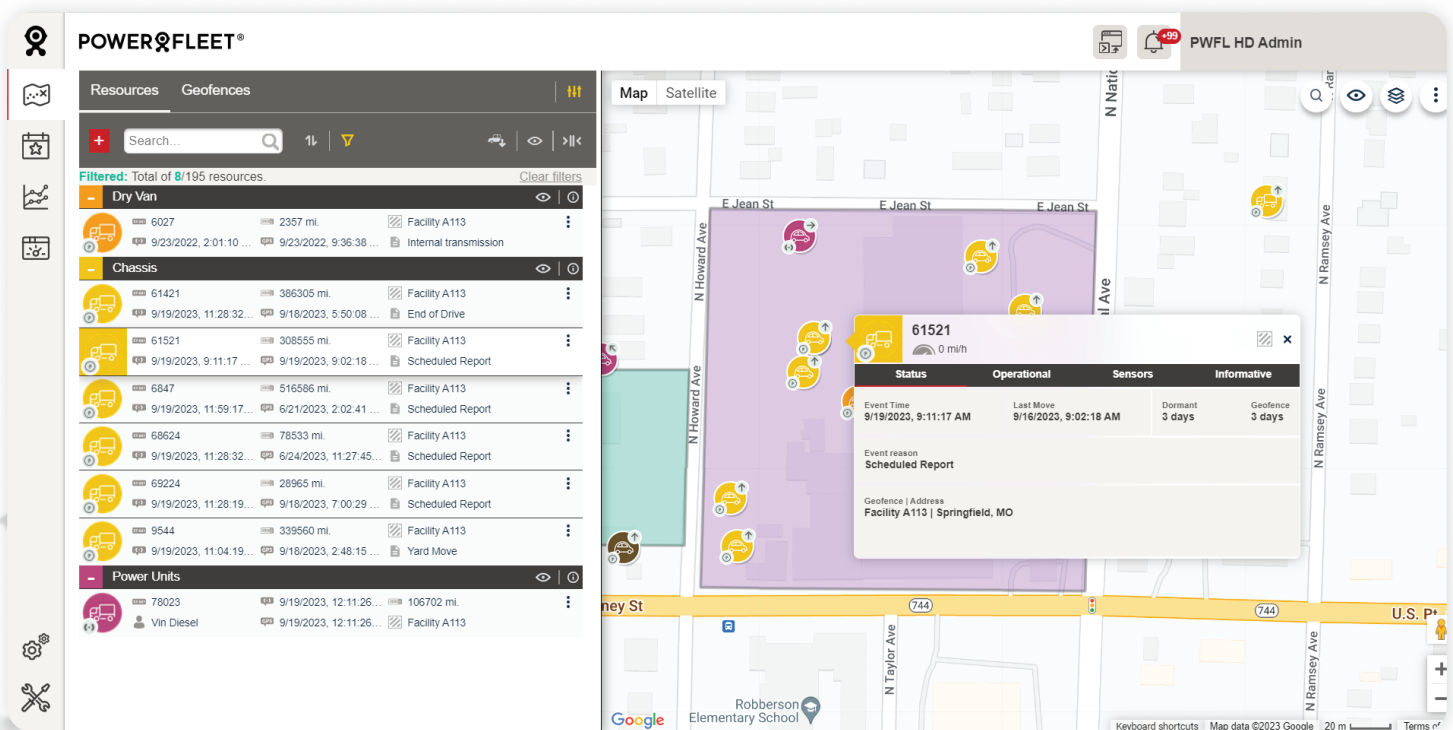 POWERFLEET®
+99
PWFL HD Admin
Resources Geofences
Search...
Filtered: Total of 8/195 resources. Clear filters
Dry Van
6027 2357 mi. Facility A113
9/23/2022, 2:01:10 ... 9/23/2022, 9:36:38 ... Internal transmission
Chassis
61421 386305 mi. Facility A113
9/19/2023, 11:28:32... 9/18/2023, 5:50:08 ... End of Drive
61521 308555 mi. Facility A113
9/19/2023, 9:11:17 ... 9/19/2023, 9:02:18 ... Scheduled Report
6847 516586 mi. Facility A113
9/19/2023, 11:59:17... 6/21/2023, 2:02:41 ... Scheduled Report
68624 78533 mi. Facility A113
9/19/2023, 11:28:32... 6/24/2023, 11:27:45... Scheduled Report
69224 28965 mi. Facility A113
9/19/2023, 11:28:19... 9/18/2023, 7:00:29 ... Scheduled Report
9544 339560 mi. Facility A113
9/19/2023, 11:04:19... 9/18/2023, 2:48:15 ... Yard Move
Power Units
78023 9/19/2023, 12:11:26... 106702 mi.
Vin Diesel 9/19/2023, 12:11:26... Facility A113
Map Satellite
E Jean St E Jean St E Jean St
N Howard Ave
N Howard Ave
N Ramsey Ave
N Ramsey Ave
N Ramsey Ave
N Taylor Ave
Ave
61521
0 mi/h
Status Operational Sensors Informative
Event Time Last Move Dormant Geofence
9/19/2023, 9:11:17 AM 9/16/2023, 9:02:18 AM 3 days 3 days
Event reason
Scheduled Report
Geofence | Address
Facility A113 | Springfield, MO
ney St 744 744 U.S.
Robberson
Elementary School
Google
Keyboard shortcuts Map data ©2023 Google 20 m Terms of